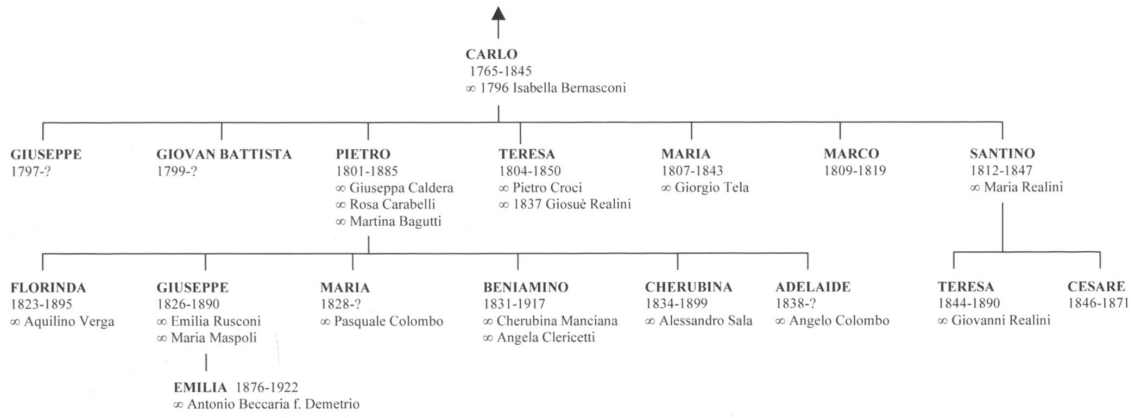 CARLO
1765-1845
∞ 1796 Isabella Bernasconi
GIUSEPPE
1797-?
GIOVAN BATTISTA
1799-?
PIETRO
1801-1885
∞ Giuseppa Caldera
∞ Rosa Carabelli
∞ Martina Bagutti
TERESA
1804-1850
∞ Pietro Croci
∞ 1837 Giosuè Realini
MARIA
1807-1843
∞ Giorgio Tela
MARCO
1809-1819
SANTINO
1812-1847
∞ Maria Realini
FLORINDA
1823-1895
∞ Aquilino Verga
GIUSEPPE
1826-1890
∞ Emilia Rusconi
∞ Maria Maspoli
MARIA
1828-?
∞ Pasquale Colombo
BENIAMINO
1831-1917
∞ Cherubina Manciana
∞ Angela Clericetti
CHERUBINA
1834-1899
∞ Alessandro Sala
ADELAIDE
1838-?
∞ Angelo Colombo
TERESA
1844-1890
∞ Giovanni Realini
CESARE
1846-1871
EMILIA 1876-1922
∞ Antonio Beccaria f. Demetrio